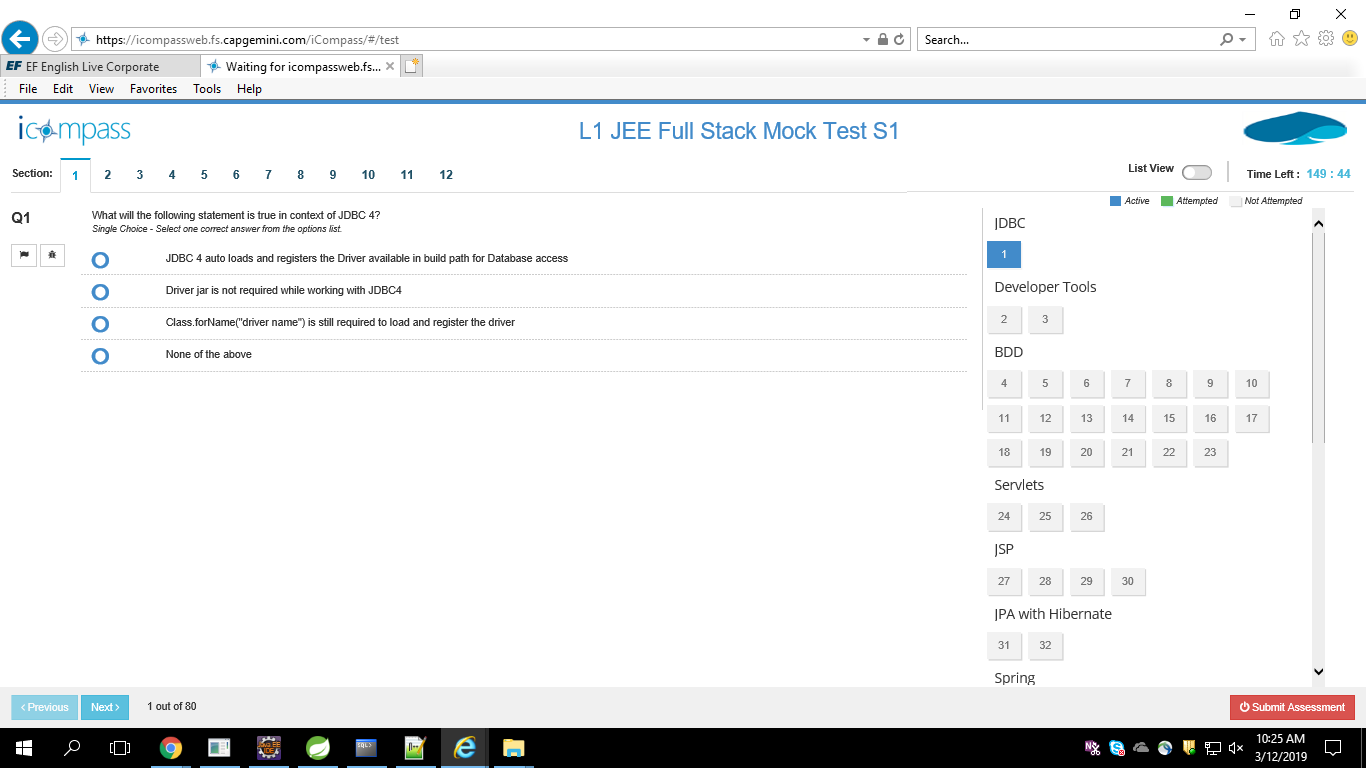 https://icompassweb.fs.capgemini.com/iCompass/#/test
Search...
EF EF English Live Corporate
Waiting for icompassweb.fs...
File Edit View Favorites Tools Help
icompass
L1 JEE Full Stack Mock Test S1
Section: 1 2 3 4 5 6 7 8 9 10 11 12
List View
Time Left : 149 : 44
Active Attempted Not Attempted
Q1
What will the following statement is true in context of JDBC 4?
Single Choice - Select one correct answer from the options list.
JDBC 4 auto loads and registers the Driver available in build path for Database access
Driver jar is not required while working with JDBC4
Class.forName("driver name") is still required to load and register the driver
None of the above
JDBC
1
Developer Tools
2 3
BDD
4 5 6 7 8 9 10
11 12 13 14 15 16 17
18 19 20 21 22 23
Servlets
24 25 26
JSP
27 28 29 30
JPA with Hibernate
31 32
Spring
< Previous
Next >
1 out of 80
Submit Assessment
10:25 AM
3/12/2019